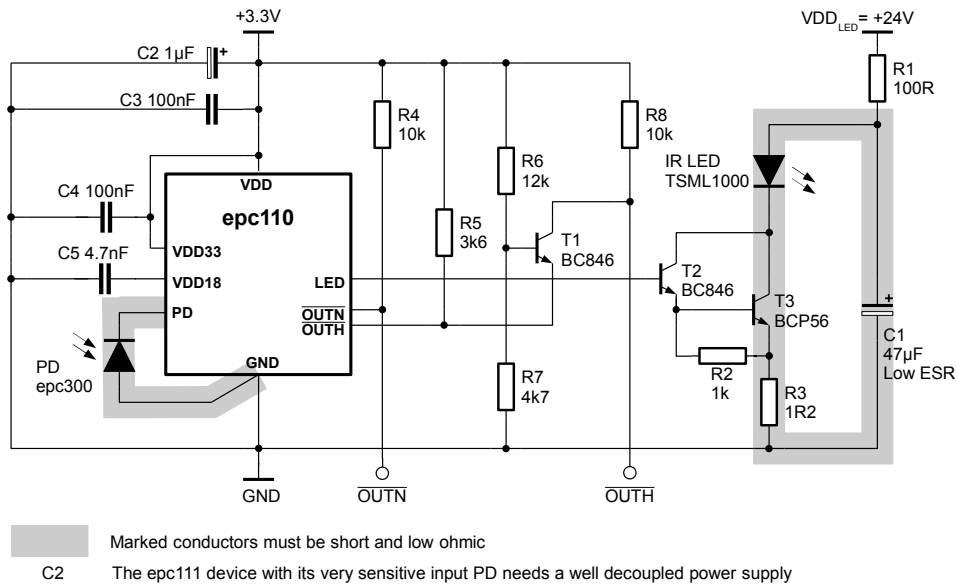 +3.3V
VDD LED = +24V
C2 1µF
+
R1
100R
C3 100nF
R4
10k
R8
10k
IR LED
TSML1000
R6
12k
VDD
C4 100nF
epc110
R5
3k6
T1
BC846
VDD33
C5 4.7nF
VDD18
LED
T2
BC846
PD
OUTN
OUTH
T3
BCP56
+
C1
47µF
Low ESR
PD
epc300
GND
R7
4k7
R2
1k
R3
1R2
GND
OUTN
OUTH
Marked conductors must be short and low ohmic
C2 The epc111 device with its very sensitive input PD needs a well decoupled power supply